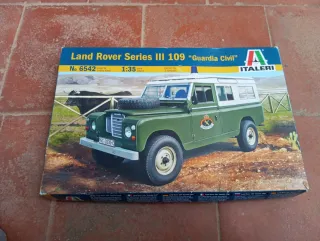 Land Rover Series III 109 "Guardia Civil"
ITALERI
No. 6542
1:35